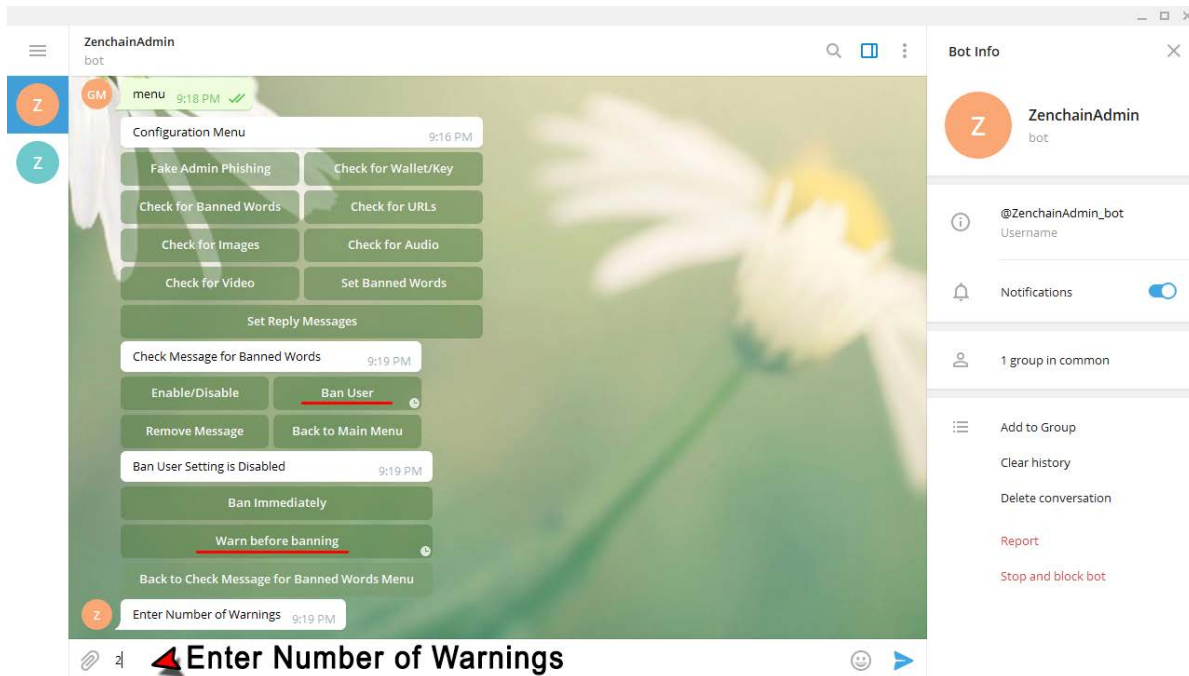 ZenchainAdmin
bot
Bot Info
Z
Z
GM
menu 9:18 PM
Configuration Menu 9:16 PM
Fake Admin Phishing Check for Wallet/Key
Check for Banned Words Check for URLs
Check for Images Check for Audio
Check for Video Set Banned Words
Set Reply Messages
Check Message for Banned Words 9:19 PM
Enable/Disable Ban User
Remove Message Back to Main Menu
Ban User Setting is Disabled 9:19 PM
Ban Immediately
Warn before banning
Back to Check Message for Banned Words Menu
Z
Enter Number of Warnings 9:19 PM
2
Enter Number of Warnings
Z
ZenchainAdmin
bot
@ZenchainAdmin_bot
Username
Notifications
1 group in common
Add to Group
Clear history
Delete conversation
Report
Stop and block bot